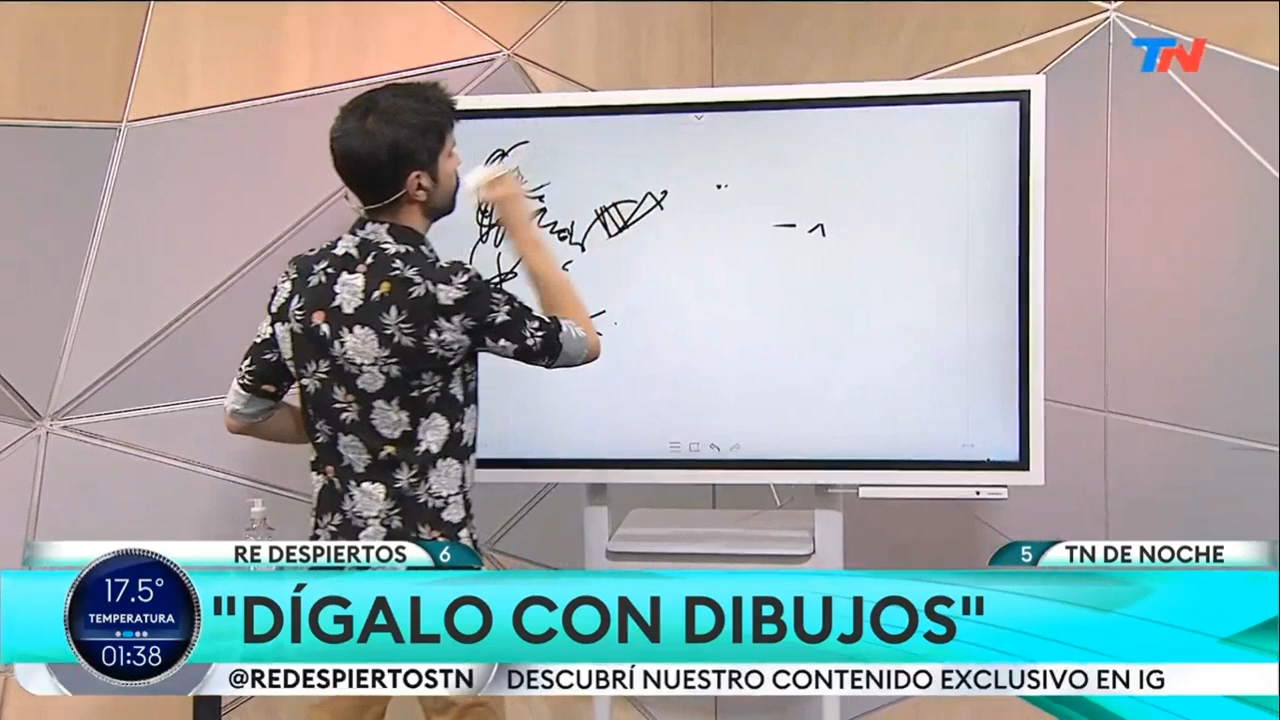 TN
RE DESPIERTOS 6
5 TN DE NOCHE
17.5°
TEMPERATURA
01:38
"DÍGALO CON DIBUJOS"
@REDESPIERTOSTN DESCUBRÍ NUESTRO CONTENIDO EXCLUSIVO EN IG